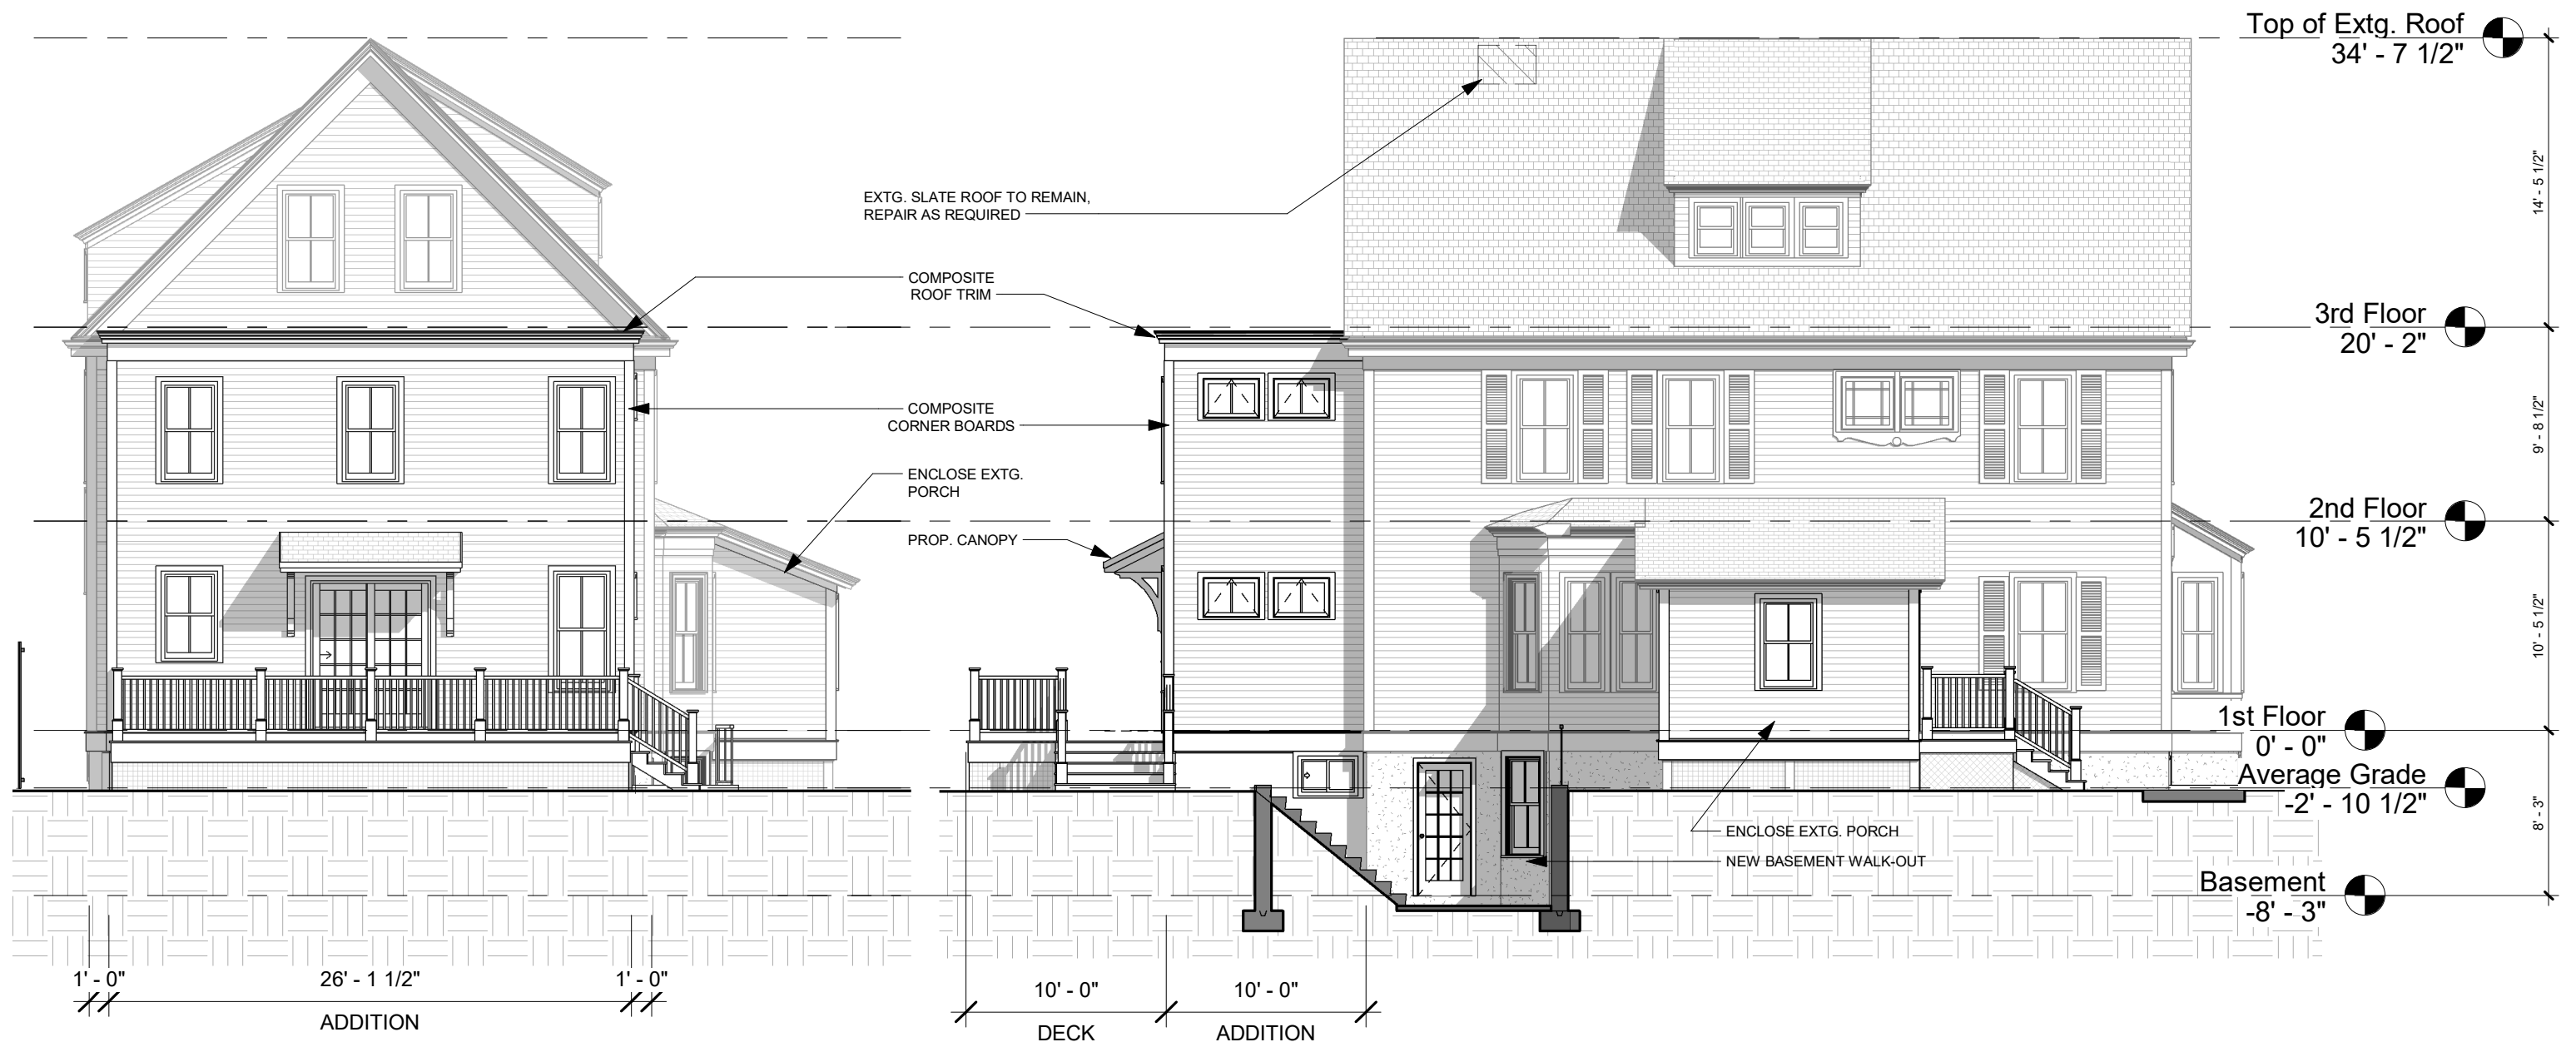 Top of Extg. Roof
34' - 7 1/2"
14' - 5 1/2"
EXTG. SLATE ROOF TO REMAIN,
REPAIR AS REQUIRED
COMPOSITE
ROOF TRIM
3rd Floor
20' - 2"
COMPOSITE
CORNER BOARDS
9' - 8 1/2"
ENCLOSE EXTG.
PORCH
2nd Floor
10' - 5 1/2"
PROP. CANOPY
10' - 5 1/2"
1st Floor
0' - 0"
Average Grade
-2' - 10 1/2"
ENCLOSE EXTG. PORCH
NEW BASEMENT WALK-OUT
8' - 3"
Basement
-8' - 3"
1' - 0"
26' - 1 1/2"
1' - 0"
ADDITION
10' - 0"
10' - 0"
DECK
ADDITION